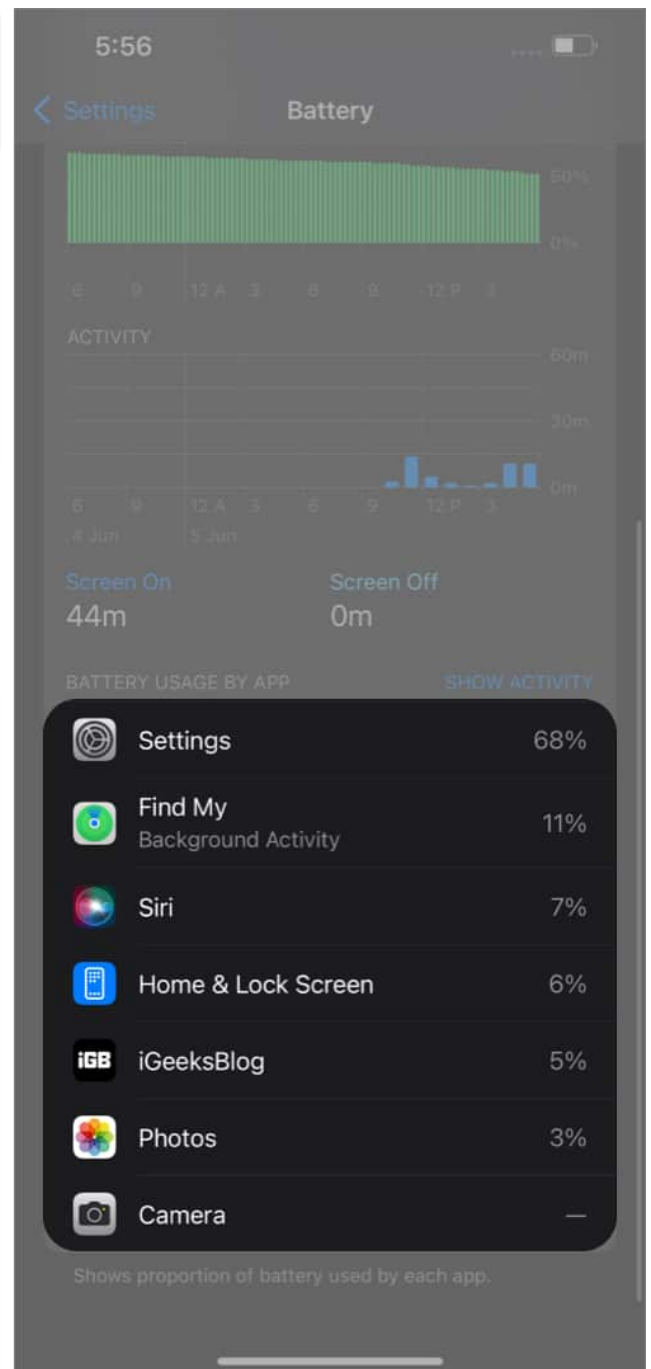 5:56
Settings
Battery
50%
0%
6 9 12 A 3 6 9 12 P 3
ACTIVITY
60m
30m
0m
6 9 12 A 3 6 9 12 P 3
4 Jun 5 Jun
Screen On Screen Off
44m 0m
BATTERY USAGE BY APP SHOW ACTIVITY
Settings 68%
Find My
Background Activity 11%
Siri 7%
Home & Lock Screen 6%
iGB iGeeksBlog 5%
Photos 3%
Camera —
Shows proportion of battery used by each app.